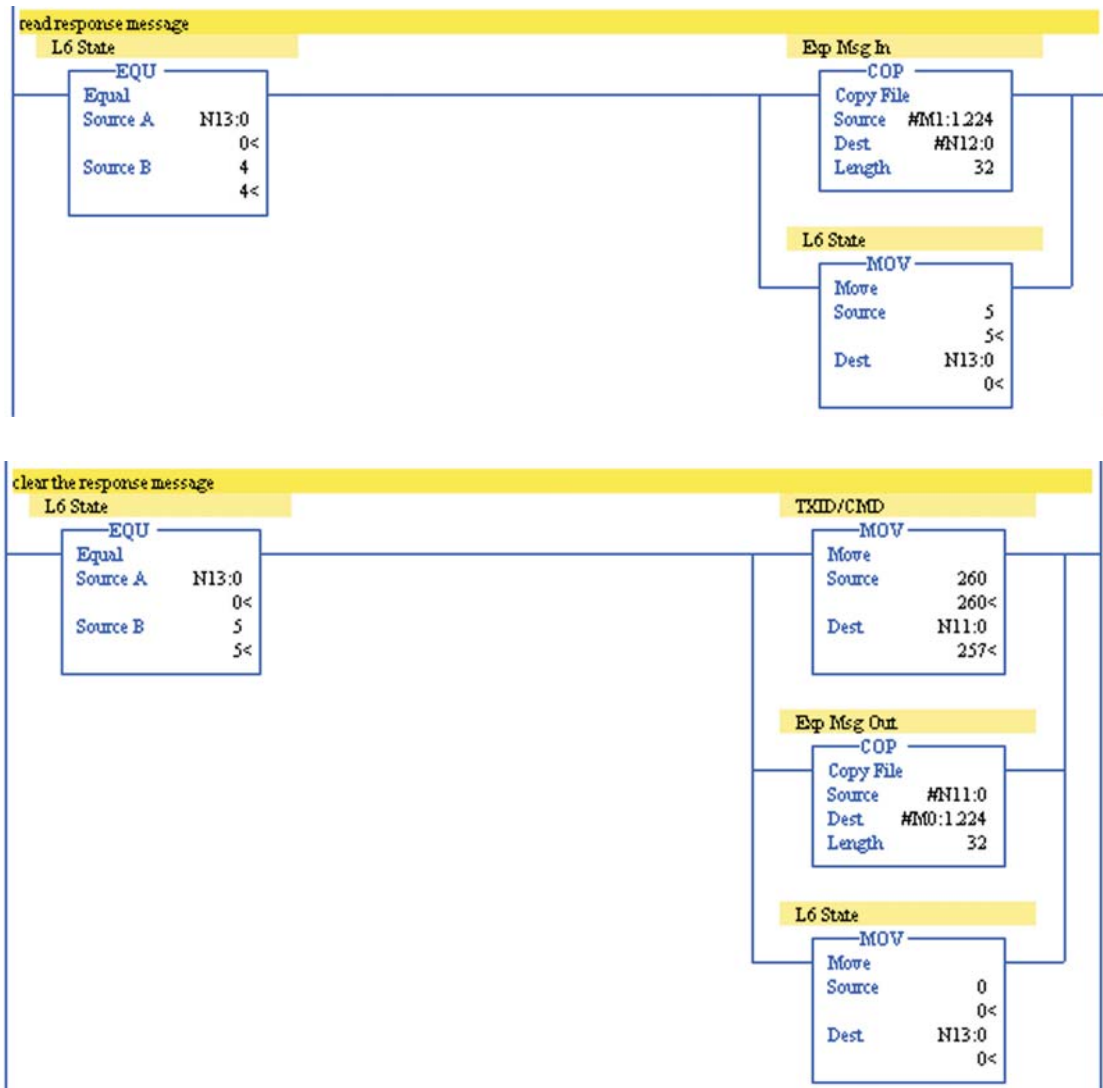 read response message
L6 State
EQU
Equal
Source A N13:0
0<
Source B 4
4<
Exp Msg In
COP
Copy File
Source #M1:1.224
Dest #N12:0
Length 32
L6 State
MOV
Move
Source 5
5<
Dest N13:0
0<
clear the response message
L6 State
EQU
Equal
Source A N13:0
0<
Source B 5
5<
TXID/CMD
MOV
Move
Source 260
260<
Dest N11:0
257<
Exp Msg Out
COP
Copy File
Source #N11:0
Dest #M0:1.224
Length 32
L6 State
MOV
Move
Source 0
0<
Dest N13:0
0<